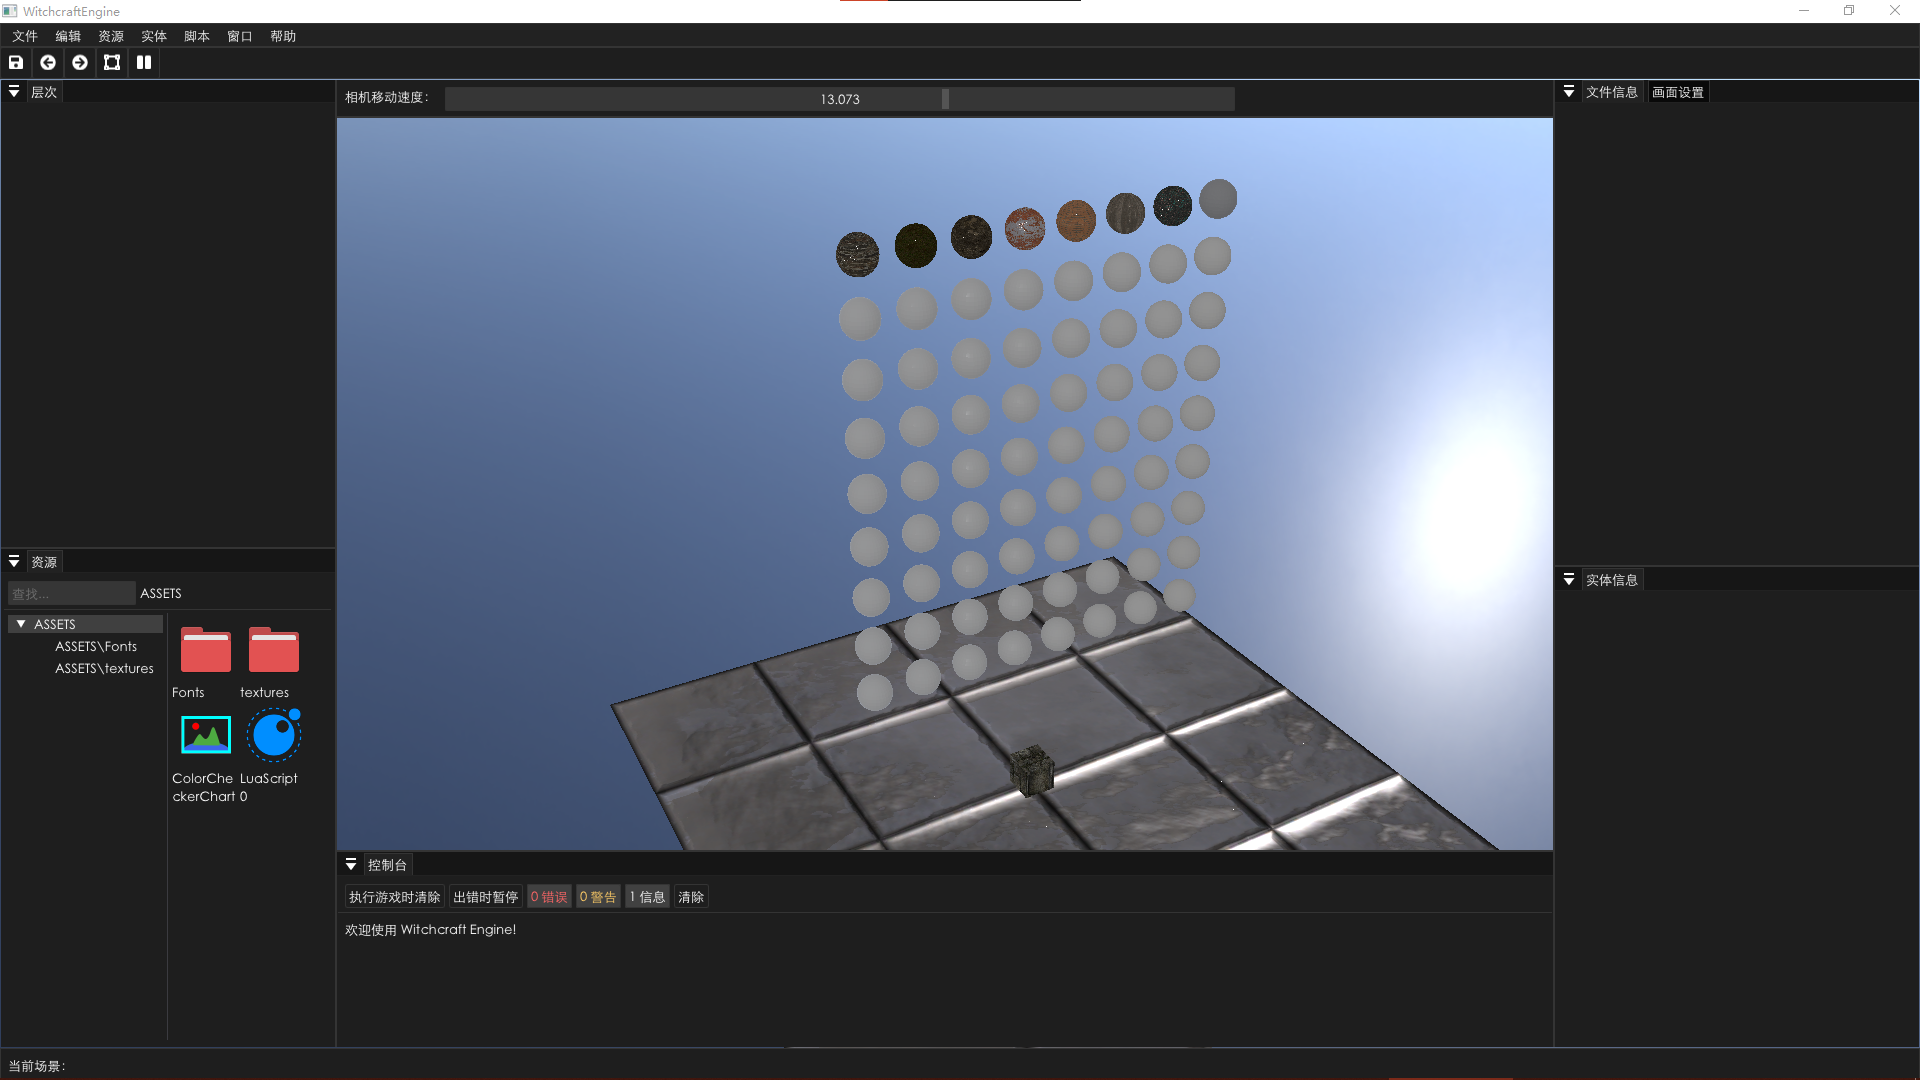 WitchcraftEngine
文件 编辑 资源 实体 脚本 窗口 帮助
层次
相机移动速度： 13.073
文件信息 画面设置
资源
查找... ASSETS
ASSETS
ASSETS\Fonts
ASSETS\textures
Fonts textures
ColorCheckerChart LuaScript0
控制台
执行游戏时清除 出错时暂停 0 错误 0 警告 1 信息 清除
欢迎使用 Witchcraft Engine!
实体信息
当前场景：